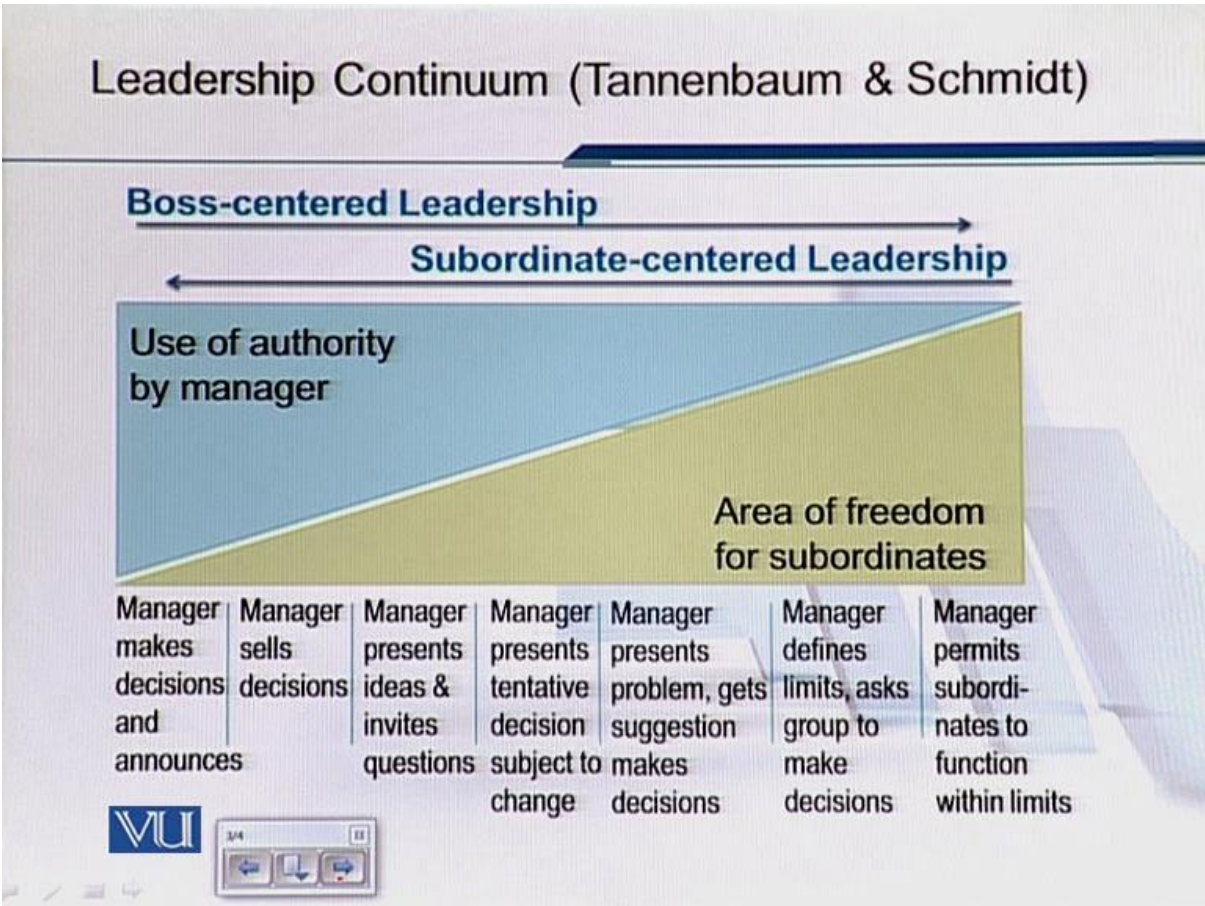 Leadership Continuum (Tannenbaum & Schmidt)
Boss-centered Leadership
Subordinate-centered Leadership
Use of authority
by manager
Area of freedom
for subordinates
Manager
makes
decisions
and
announces
Manager
sells
decisions
Manager
presents
ideas &
invites
questions
Manager
presents
tentative
decision
subject to
change
Manager
presents
problem, gets
suggestion
makes
decisions
Manager
defines
limits, asks
group to
make
decisions
Manager
permits
subordi-
nates to
function
within limits
VU
3/4